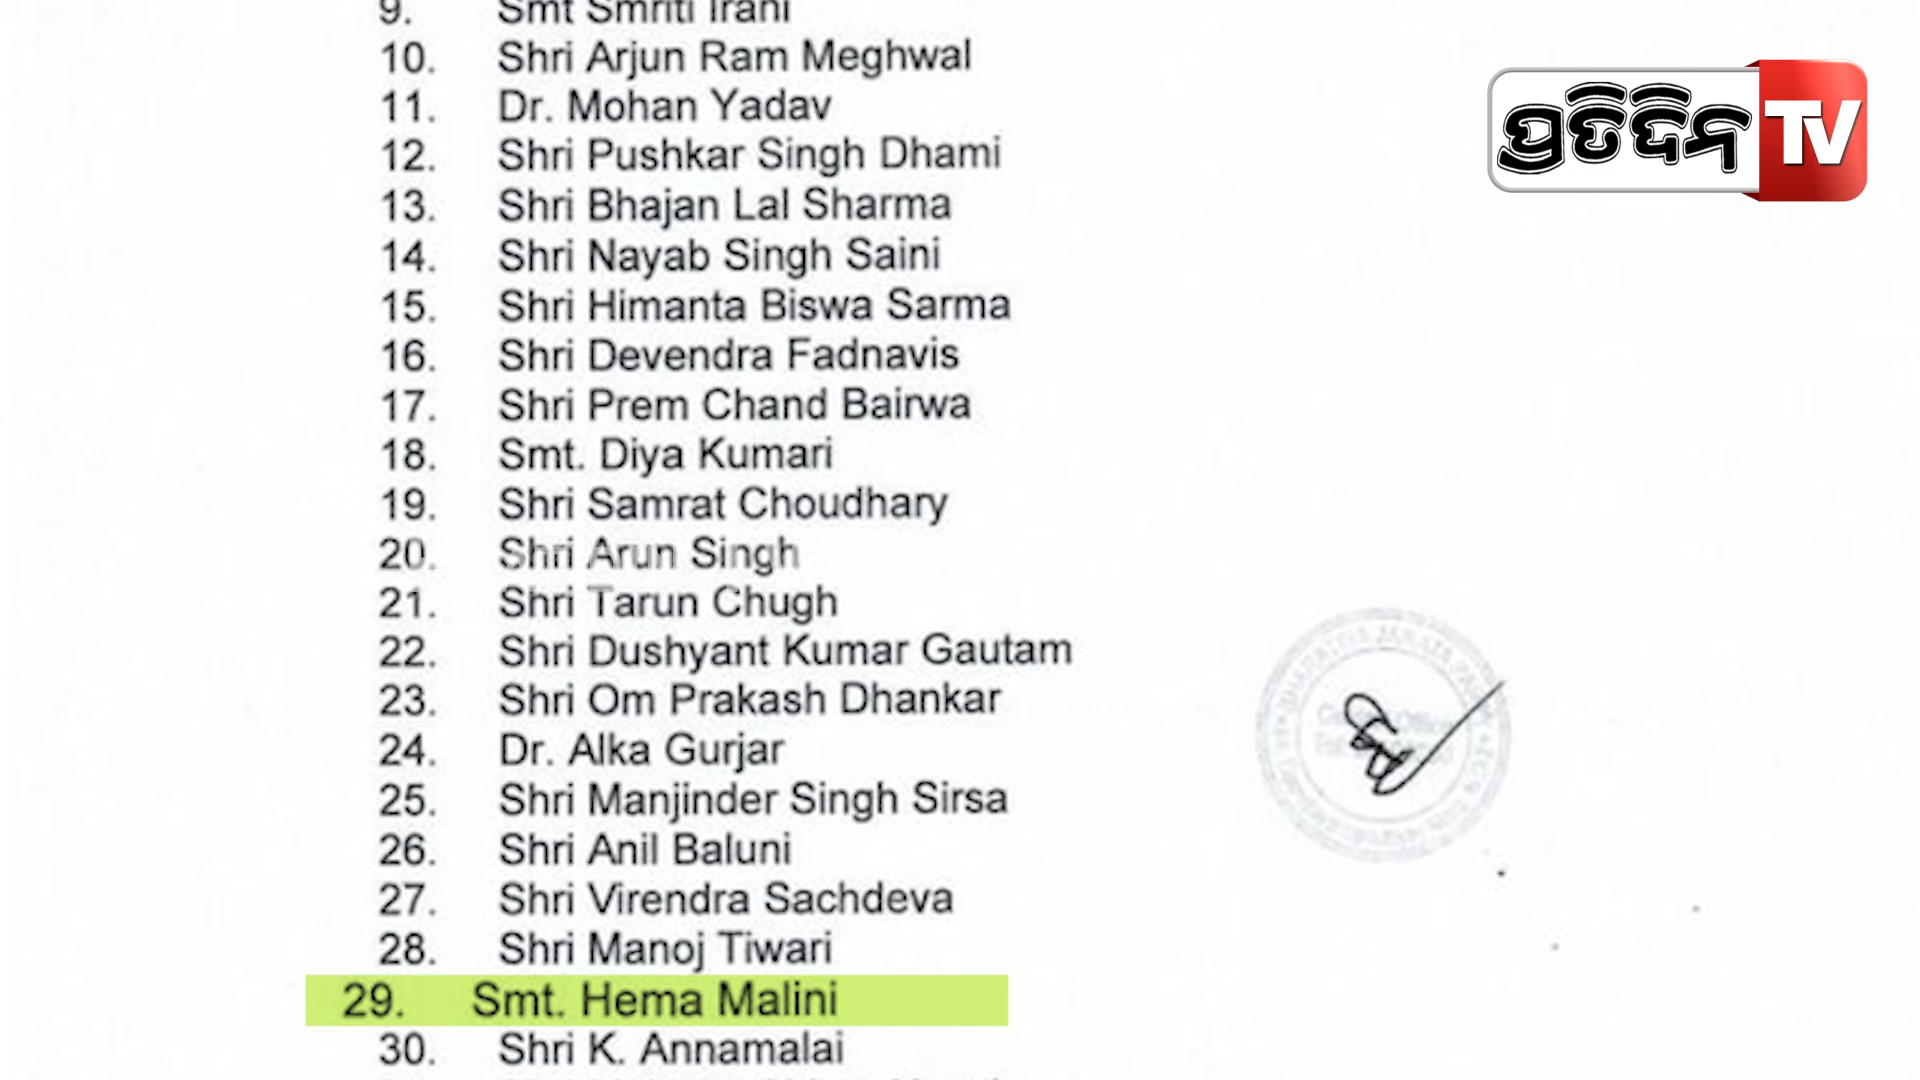 9. Smt Smriti Irani
10. Shri Arjun Ram Meghwal
11. Dr. Mohan Yadav
12. Shri Pushkar Singh Dhami
13. Shri Bhajan Lal Sharma
14. Shri Nayab Singh Saini
15. Shri Himanta Biswa Sarma
16. Shri Devendra Fadnavis
17. Shri Prem Chand Bairwa
18. Smt. Diya Kumari
19. Shri Samrat Choudhary
20. Shri Arun Singh
21. Shri Tarun Chugh
22. Shri Dushyant Kumar Gautam
23. Shri Om Prakash Dhankar
24. Dr. Alka Gurjar
25. Shri Manjinder Singh Sirsa
26. Shri Anil Baluni
27. Shri Virendra Sachdeva
28. Shri Manoj Tiwari
29. Smt. Hema Malini
30. Shri K. Annamalai
ପ୍ରତିଦିନ TV
BHARATIYA JANATA